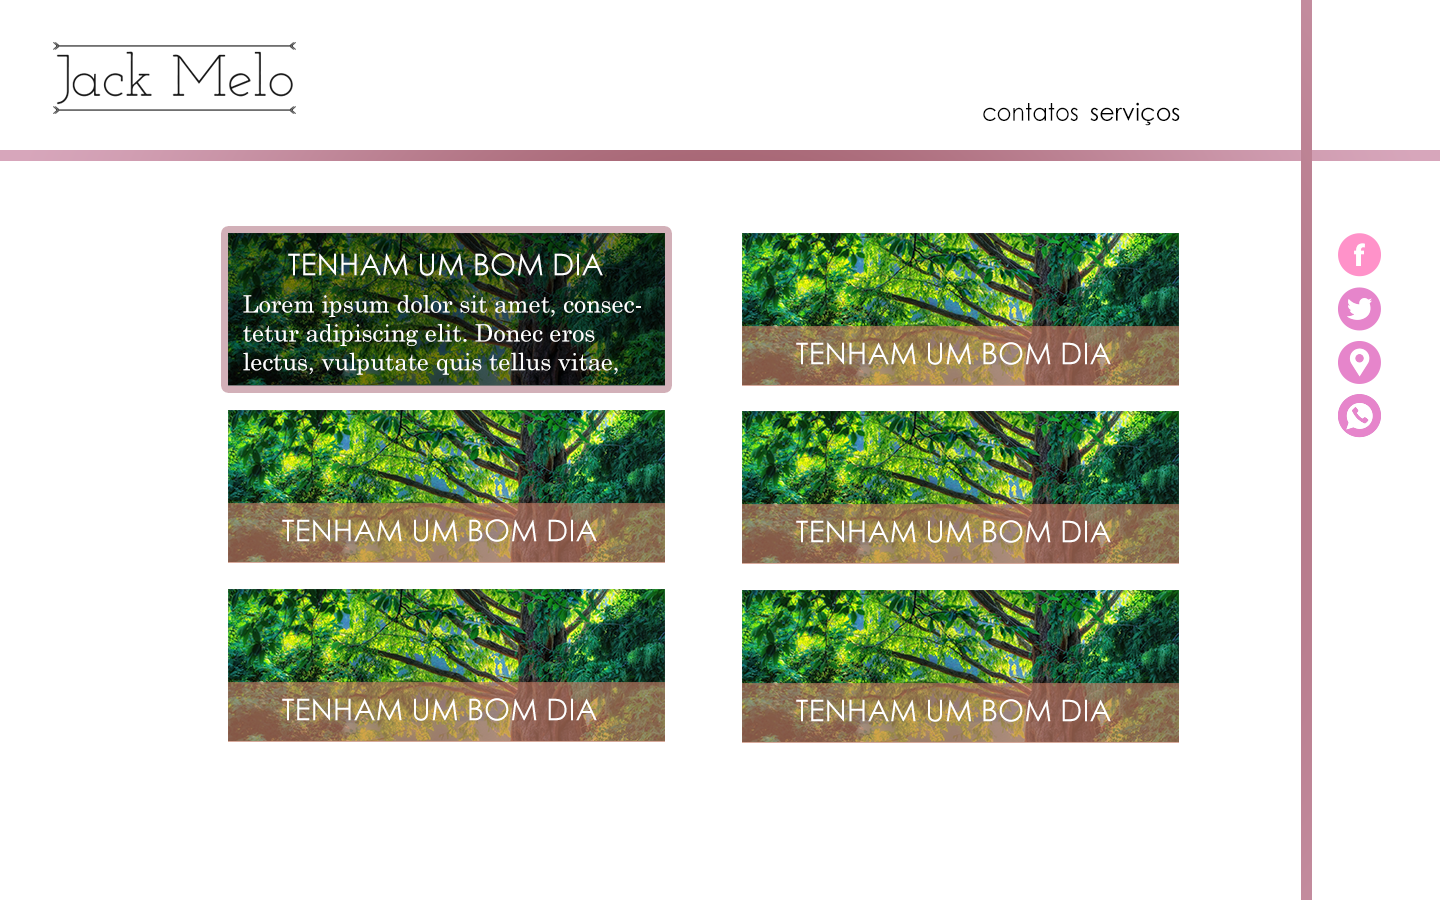 Jack Melo
contatos serviços
TENHAM UM BOM DIA
Lorem ipsum dolor sit amet, consec-
tetur adipiscing elit. Donec eros
lectus, vulputate quis tellus vitae,
TENHAM UM BOM DIA
TENHAM UM BOM DIA
TENHAM UM BOM DIA
TENHAM UM BOM DIA
TENHAM UM BOM DIA